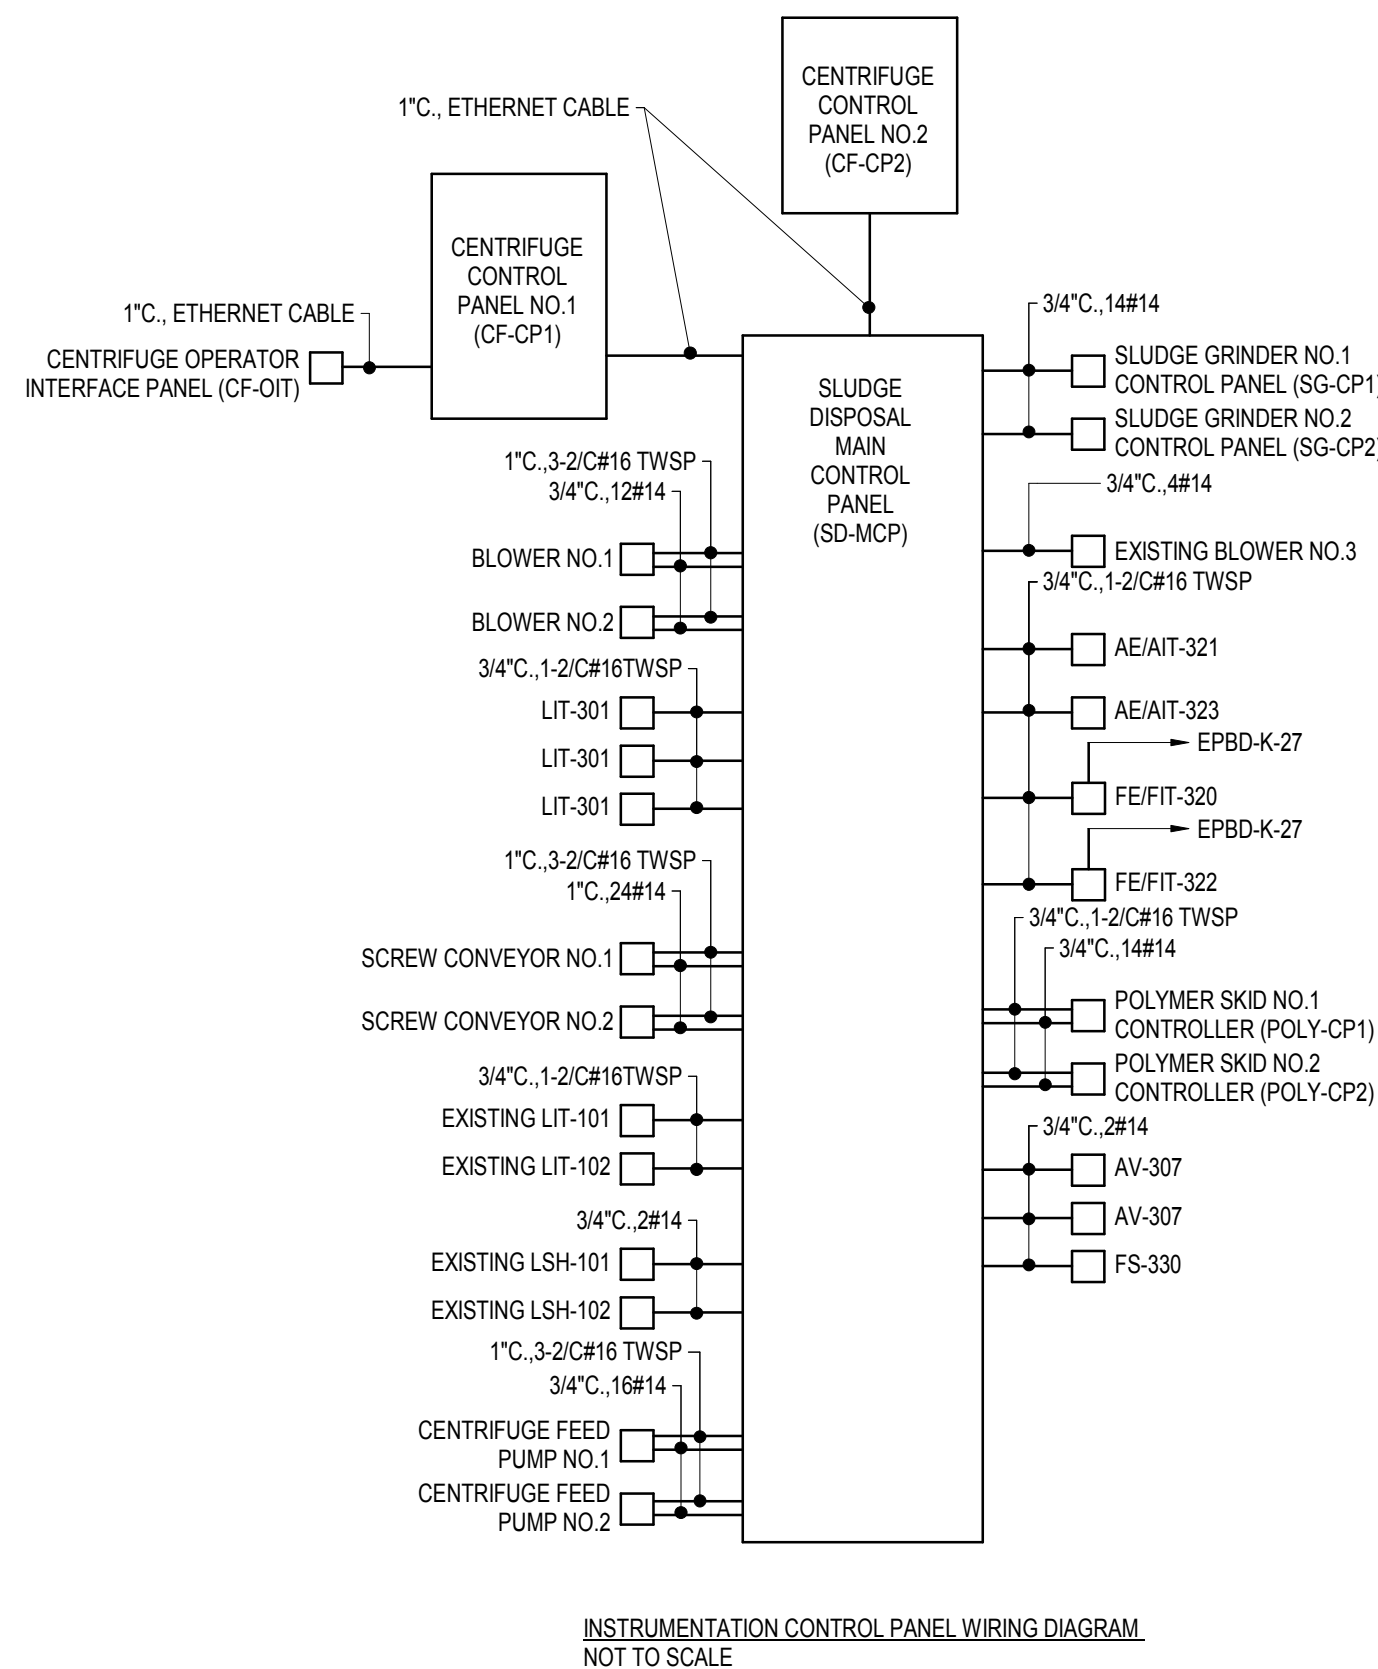 CENTRIFUGE
CONTROL
PANEL NO.2
(CF-CP2)
1"C., ETHERNET CABLE
CENTRIFUGE
CONTROL
PANEL NO.1
(CF-CP1)
1"C., ETHERNET CABLE
CENTRIFUGE OPERATOR
INTERFACE PANEL (CF-OIT)
SLUDGE
DISPOSAL
MAIN
CONTROL
PANEL
(SD-MCP)
1"C.,3-2/C#16 TWSP
3/4"C.,12#14
BLOWER NO.1
BLOWER NO.2
3/4"C.,1-2/C#16TWSP
LIT-301
LIT-301
LIT-301
1"C.,3-2/C#16 TWSP
1"C.,24#14
SCREW CONVEYOR NO.1
SCREW CONVEYOR NO.2
3/4"C.,1-2/C#16TWSP
EXISTING LIT-101
EXISTING LIT-102
3/4"C.,2#14
EXISTING LSH-101
EXISTING LSH-102
1"C.,3-2/C#16 TWSP
3/4"C.,16#14
CENTRIFUGE FEED
PUMP NO.1
CENTRIFUGE FEED
PUMP NO.2
3/4"C.,14#14
SLUDGE GRINDER NO.1
CONTROL PANEL (SG-CP1)
SLUDGE GRINDER NO.2
CONTROL PANEL (SG-CP2)
3/4"C.,4#14
EXISTING BLOWER NO.3
3/4"C.,1-2/C#16 TWSP
AE/AIT-321
AE/AIT-323
EPBD-K-27
FE/FIT-320
EPBD-K-27
FE/FIT-322
3/4"C.,1-2/C#16 TWSP
3/4"C.,14#14
POLYMER SKID NO.1
CONTROLLER (POLY-CP1)
POLYMER SKID NO.2
CONTROLLER (POLY-CP2)
3/4"C.,2#14
AV-307
AV-307
FS-330
INSTRUMENTATION CONTROL PANEL WIRING DIAGRAM
NOT TO SCALE